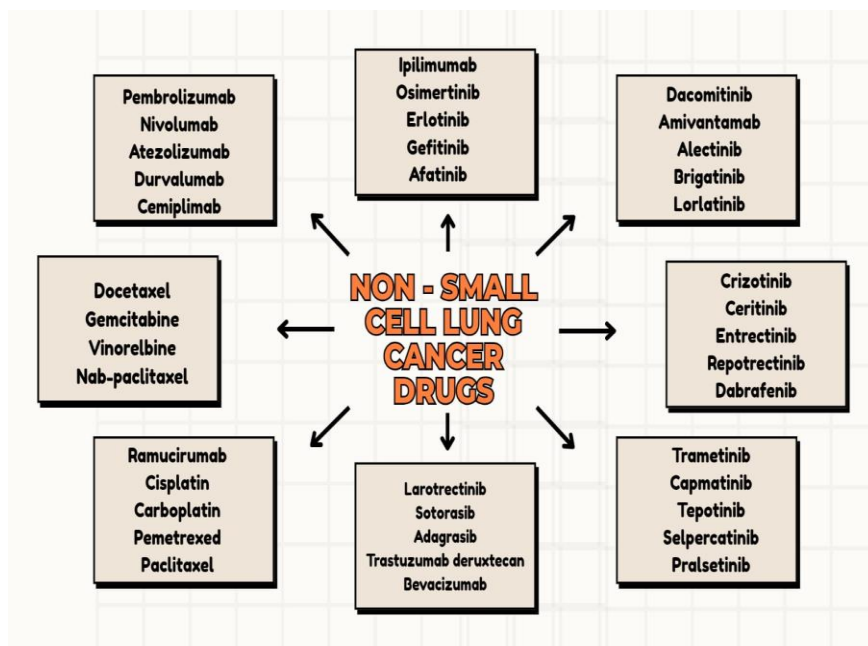 Pembrolizumab
Nivolumab
Atezolizumab
Durvalumab
Cemiplimab
Ipilimumab
Osimertinib
Erlotinib
Gefitinib
Afatinib
Dacomitinib
Amivantamab
Alectinib
Brigatinib
Lorlatinib
Docetaxel
Gemcitabine
Vinorelbine
Nab-paclitaxel
NON - SMALL
CELL LUNG
CANCER
DRUGS
Crizotinib
Ceritinib
Entrectinib
Repotrectinib
Dabrafenib
Ramucirumab
Cisplatin
Carboplatin
Pemetrexed
Paclitaxel
Larotrectinib
Sotorasib
Adagrasib
Trastuzumab deruxtecan
Bevacizumab
Trametinib
Capmatinib
Tepotinib
Selpercatinib
Pralsetinib